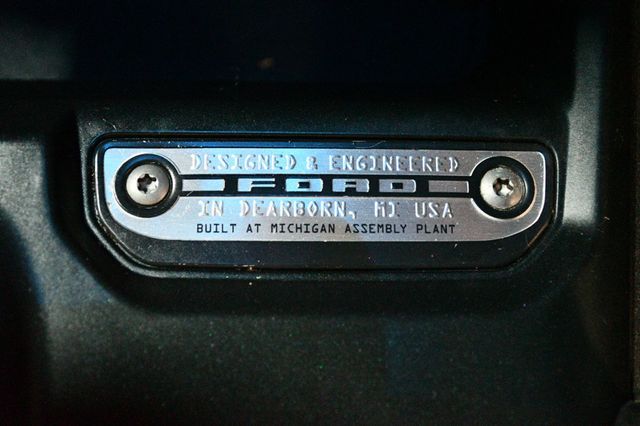 DESIGNED & ENGINEERED
FORD
IN DEARBORN, MI USA
BUILT AT MICHIGAN ASSEMBLY PLANT